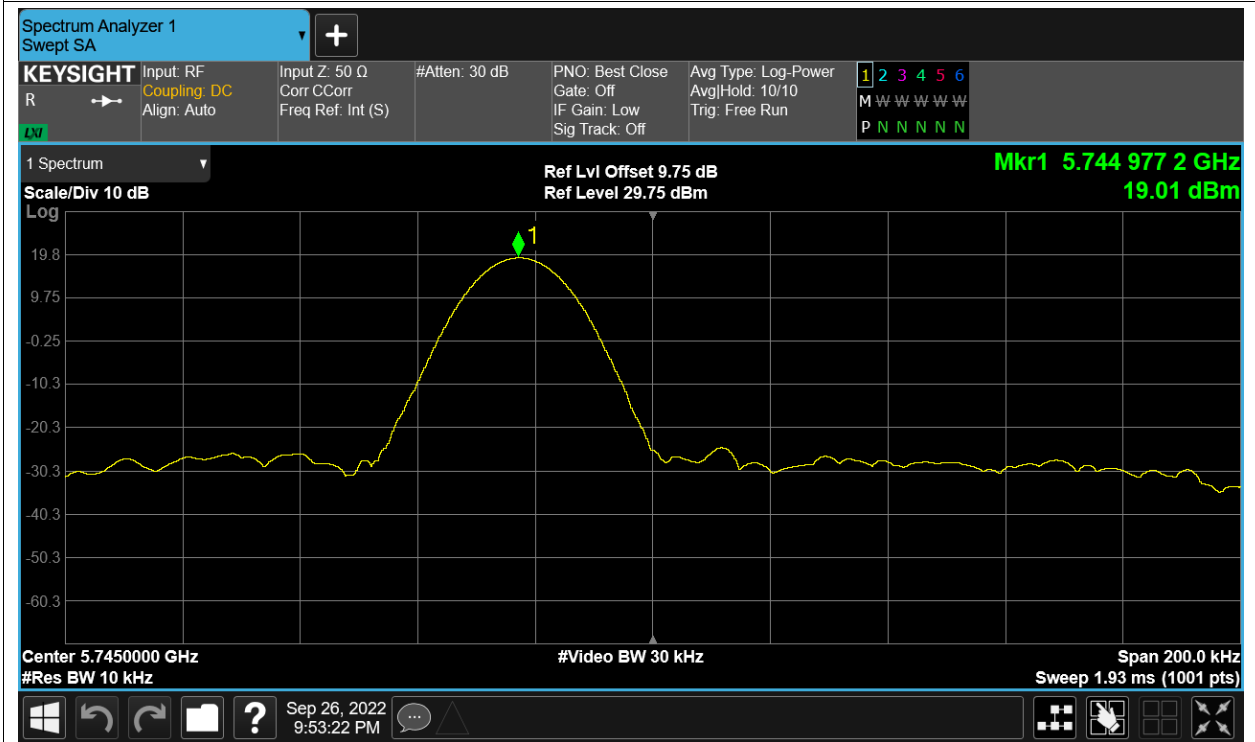 Spectrum Analyzer 1
Swept SA
+
KEYSIGHT
R
LXI
Input: RF
Coupling: DC
Align: Auto
Input Z: 50 Ω
Corr CCorr
Freq Ref: Int (S)
#Atten: 30 dB
PNO: Best Close
Gate: Off
IF Gain: Low
Sig Track: Off
Avg Type: Log-Power
Avg|Hold: 10/10
Trig: Free Run
1 2 3 4 5 6
M W W W W W
P N N N N N
1 Spectrum
Scale/Div 10 dB
Log
Ref Lvl Offset 9.75 dB
Ref Level 29.75 dBm
Mkr1 5.744 977 2 GHz
19.01 dBm
1
19.8
9.75
-0.25
-10.3
-20.3
-30.3
-40.3
-50.3
-60.3
Center 5.7450000 GHz
#Res BW 10 kHz
#Video BW 30 kHz
Span 200.0 kHz
Sweep 1.93 ms (1001 pts)
?
Sep 26, 2022
9:53:22 PM